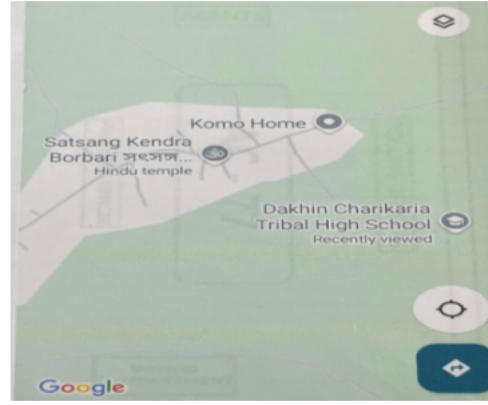 Komo Home
Satsang Kendra
Borbari সৎসঙ্গ...
Hindu temple
Dakhin Charikaria
Tribal High School
Recently viewed
Google